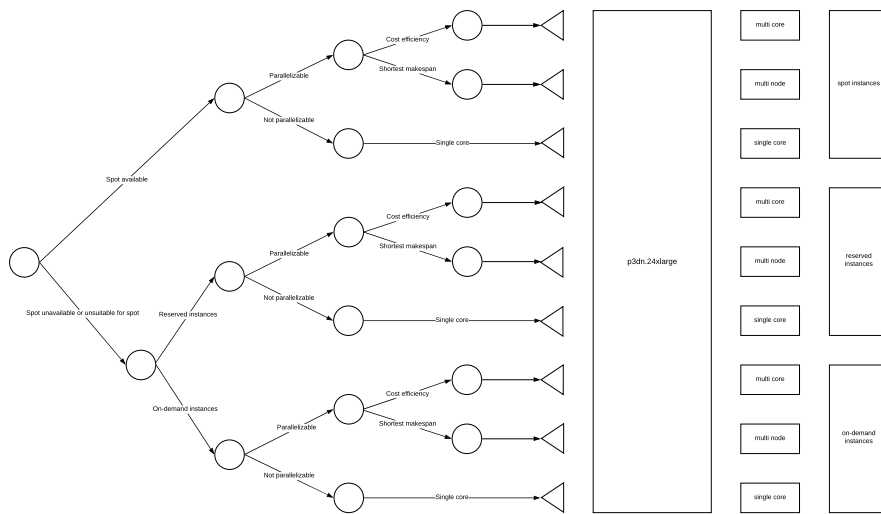 Cost efficiency
multi core
Shortest makespan
Parallelizable
multi node
spot instances
Not parallelizable
Single core
single core
Spot available
Cost efficiency
multi core
Shortest makespan
Parallelizable
multi node
p3dn.24xlarge
reserved
instances
Not parallelizable
Spot unavailable or unsuitable for spot
Reserved instances
Single core
single core
Cost efficiency
multi core
On-demand instances
Shortest makespan
Parallelizable
multi node
on-demand
instances
Not parallelizable
Single core
single core